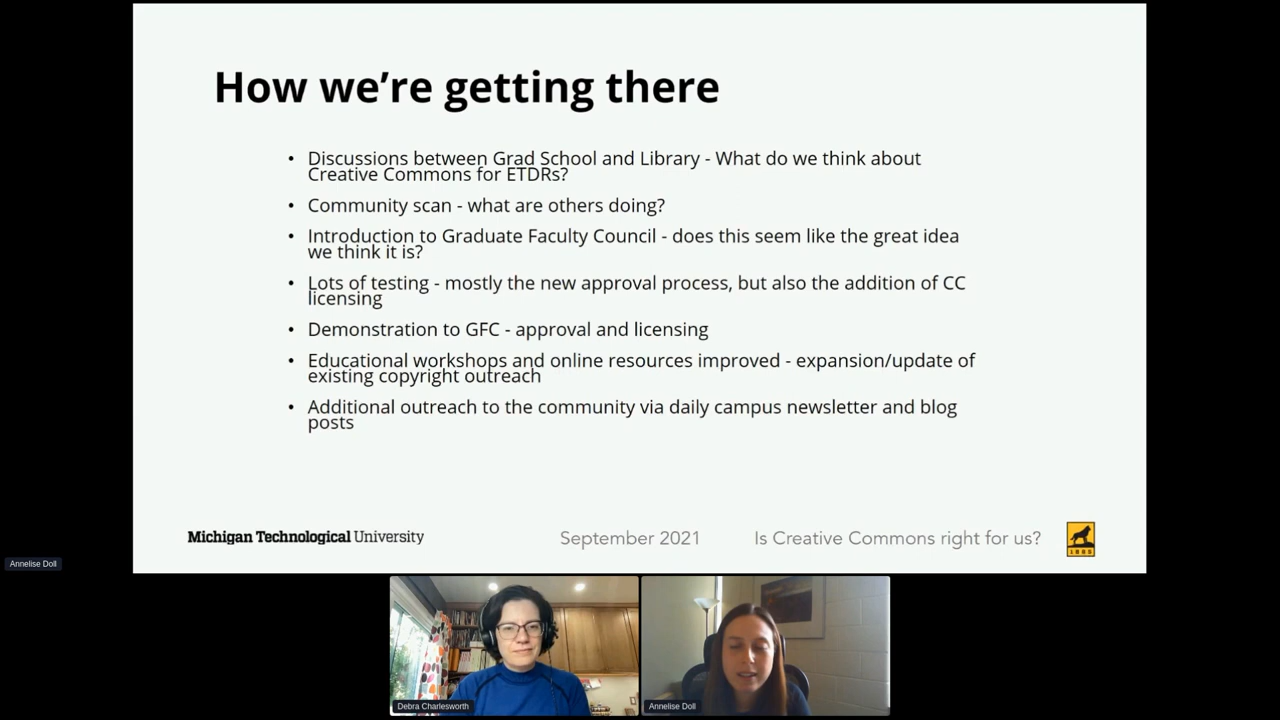 How we're getting there
• Discussions between Grad School and Library - What do we think about
Creative Commons for ETDRs?
• Community scan - what are others doing?
• Introduction to Graduate Faculty Council - does this seem like the great idea
we think it is?
• Lots of testing - mostly the new approval process, but also the addition of CC
licensing
• Demonstration to GFC - approval and licensing
• Educational workshops and online resources improved - expansion/update of
existing copyright outreach
• Additional outreach to the community via daily campus newsletter and blog
posts
Michigan Technological University
September 2021
Is Creative Commons right for us?
1885
Annelise Doll
Debra Charlesworth
Annelise Doll